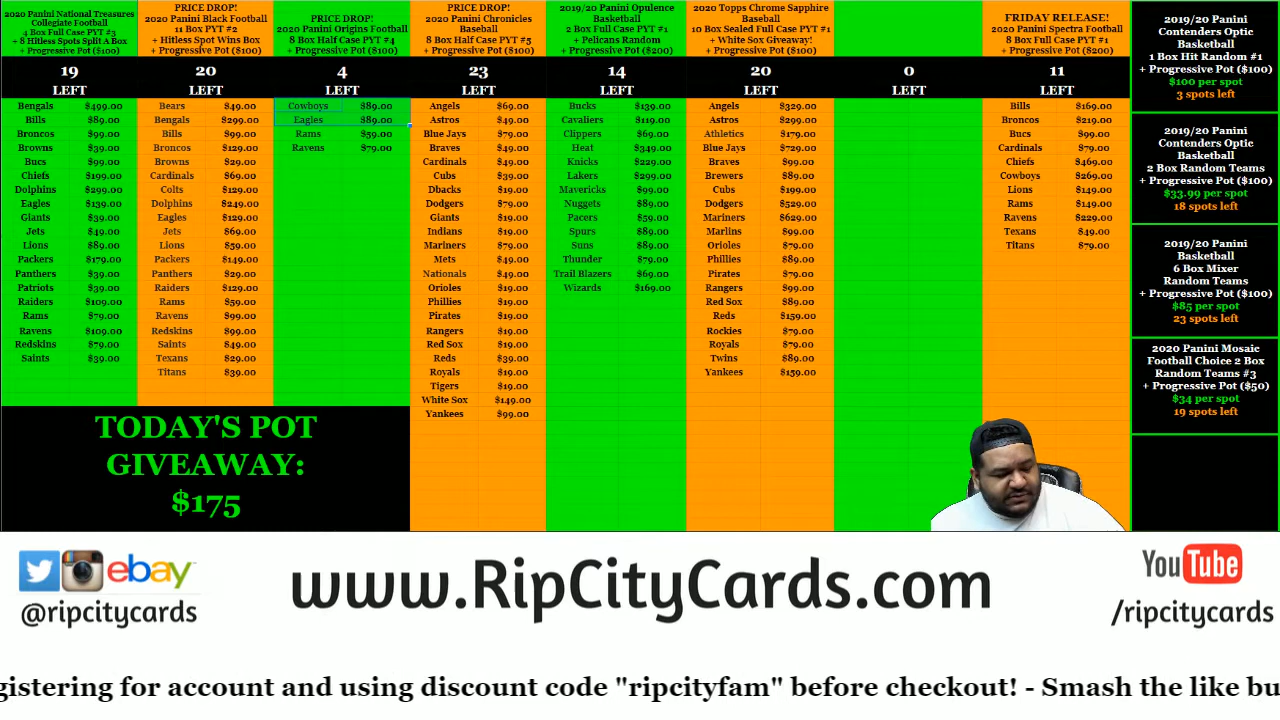 2020 Panini National Treasures
Collegiate Football
4 Box Full Case PYT #3
+ 8 Hitless Spots Split A Box
+ Progressive Pot ($100)
19
LEFT
Bengals $499.00
Bills $89.00
Broncos $99.00
Browns $39.00
Bucs $99.00
Chiefs $199.00
Dolphins $299.00
Eagles $139.00
Giants $39.00
Jets $49.00
Lions $89.00
Packers $179.00
Panthers $39.00
Patriots $39.00
Raiders $109.00
Rams $79.00
Ravens $109.00
Redskins $79.00
Saints $39.00
PRICE DROP!
2020 Panini Black Football
11 Box PYT #2
+ Hitless Spot Wins Box
+ Progressive Pot ($100)
20
LEFT
Bears $49.00
Bengals $299.00
Bills $99.00
Broncos $129.00
Browns $29.00
Cardinals $69.00
Colts $129.00
Dolphins $249.00
Eagles $129.00
Jets $69.00
Lions $59.00
Packers $149.00
Panthers $29.00
Raiders $129.00
Rams $59.00
Ravens $99.00
Redskins $99.00
Saints $49.00
Texans $29.00
Titans $39.00
PRICE DROP!
2020 Panini Origins Football
8 Box Half Case PYT #4
+ Progressive Pot ($100)
4
LEFT
Cowboys $89.00
Eagles $89.00
Rams $59.00
Ravens $79.00
PRICE DROP!
2020 Panini Chronicles
Baseball
8 Box Half Case PYT #5
+ Progressive Pot ($100)
23
LEFT
Angels $69.00
Astros $49.00
Blue Jays $79.00
Braves $49.00
Cardinals $49.00
Cubs $39.00
Dbacks $19.00
Dodgers $79.00
Giants $19.00
Indians $19.00
Mariners $79.00
Mets $49.00
Nationals $49.00
Orioles $19.00
Phillies $19.00
Pirates $19.00
Rangers $19.00
Red Sox $19.00
Reds $39.00
Royals $19.00
Tigers $19.00
White Sox $149.00
Yankees $99.00
2019/20 Panini Opulence
Basketball
2 Box Full Case PYT #1
+ Pelicans Random
+ Progressive Pot ($200)
14
LEFT
Bucks $139.00
Cavaliers $119.00
Clippers $69.00
Heat $349.00
Knicks $229.00
Lakers $299.00
Mavericks $99.00
Nuggets $89.00
Pacers $59.00
Spurs $89.00
Suns $89.00
Thunder $79.00
Trail Blazers $69.00
Wizards $169.00
2020 Topps Chrome Sapphire
Baseball
10 Box Sealed Full Case PYT #1
+ White Sox Giveaway!
+ Progressive Pot ($100)
20
LEFT
Angels $329.00
Astros $299.00
Athletics $179.00
Blue Jays $729.00
Braves $99.00
Brewers $89.00
Cubs $199.00
Dodgers $529.00
Mariners $629.00
Marlins $99.00
Orioles $79.00
Phillies $89.00
Pirates $79.00
Rangers $99.00
Red Sox $89.00
Reds $159.00
Rockies $79.00
Royals $79.00
Twins $89.00
Yankees $159.00
0
LEFT
FRIDAY RELEASE!
2020 Panini Spectra Football
8 Box Full Case PYT #1
+ Progressive Pot ($200)
11
LEFT
Bills $169.00
Broncos $219.00
Bucs $99.00
Cardinals $79.00
Chiefs $469.00
Cowboys $269.00
Lions $149.00
Rams $149.00
Ravens $229.00
Texans $49.00
Titans $79.00
2019/20 Panini
Contenders Optic
Basketball
1 Box Hit Random #1
+ Progressive Pot ($100)
$100 per spot
3 spots left
2019/20 Panini
Contenders Optic
Basketball
2 Box Random Teams
+ Progressive Pot ($100)
$33.99 per spot
18 spots left
2019/20 Panini
Basketball
6 Box Mixer
Random Teams
+ Progressive Pot ($100)
$85 per spot
23 spots left
2020 Panini Mosaic
Football Choice 2 Box
Random Teams #3
+ Progressive Pot ($50)
$34 per spot
19 spots left
TODAY'S POT
GIVEAWAY:
$175
ebay
@ripcitycards
www.RipCityCards.com
YouTube
/ripcitycards
gistering for account and using discount code "ripcityfam" before checkout! - Smash the like bu